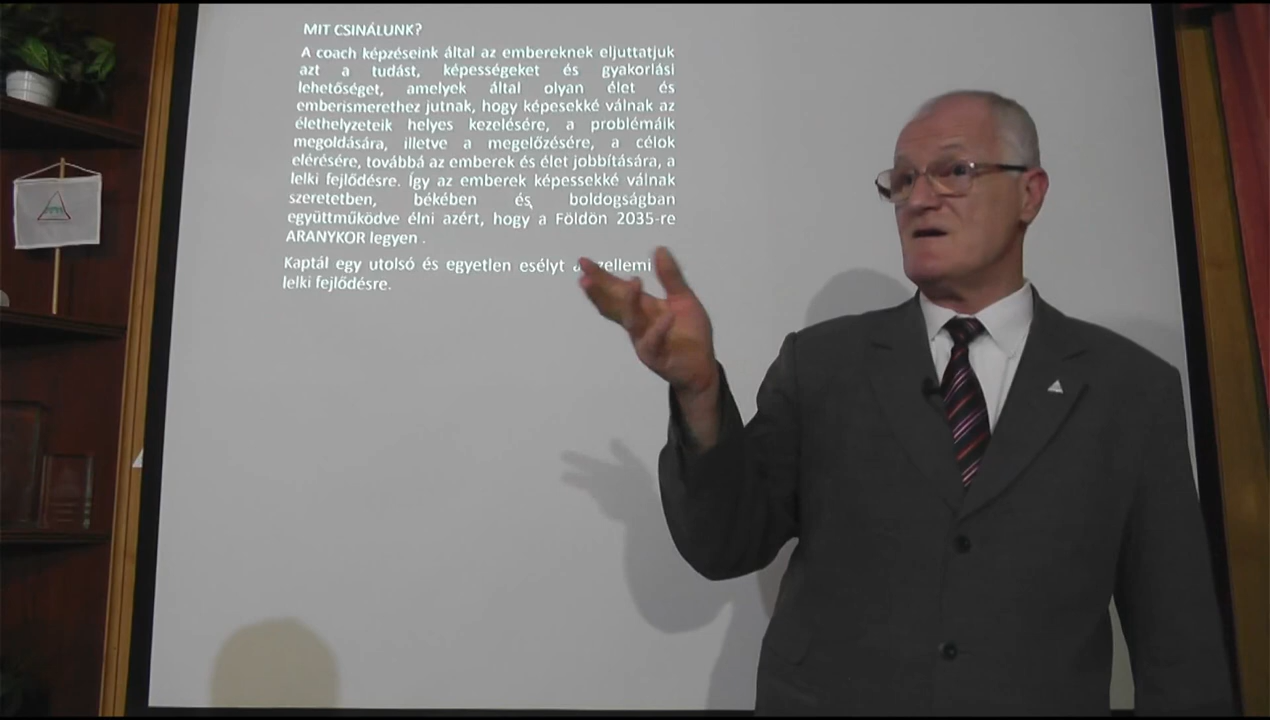 MIT CSINÁLUNK?
A coach képzéseink által az embereknek eljuttatjuk
azt a tudást, képességeket és gyakorlási
lehetőséget, amelyek által olyan élet és
emberismerethez jutnak, hogy képesekké válnak az
élethelyzeteik helyes kezelésére, a problémáik
megoldására, illetve a megelőzésére, a célok
elérésére, továbbá az emberek és élet jobbítására, a
lelki fejlődésre. Így az emberek képessekké válnak
szeretetben, békében és boldogságban
együttműködve élni azért, hogy a Földön 2035-re
ARANYKOR legyen .
Kaptál egy utolsó és egyetlen esélyt
lelki fejlődésre.